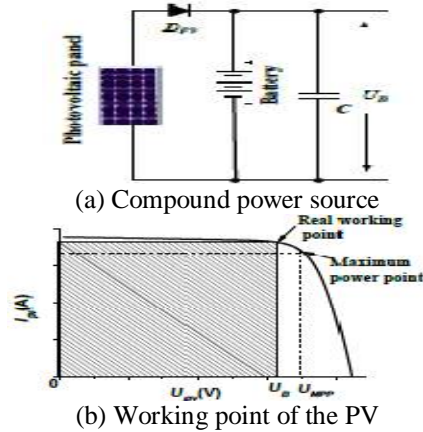 D_PV
Photovoltaic panel
Battery
C
U_B
(a) Compound power source
Real working
point
Maximum
power point
I_pv(A)
0
U_pv(V)
U_B
U_MPP
(b) Working point of the PV